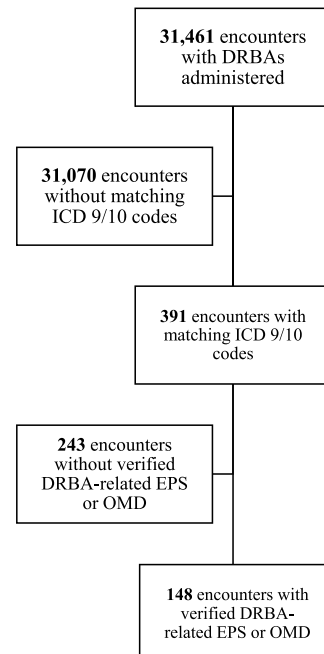 31,461 encounters
with DRBAs
administered
31,070 encounters
without matching
ICD 9/10 codes
391 encounters with
matching ICD 9/10
codes
243 encounters
without verified
DRBA-related EPS
or OMD
148 encounters with
verified DRBA-
related EPS or OMD